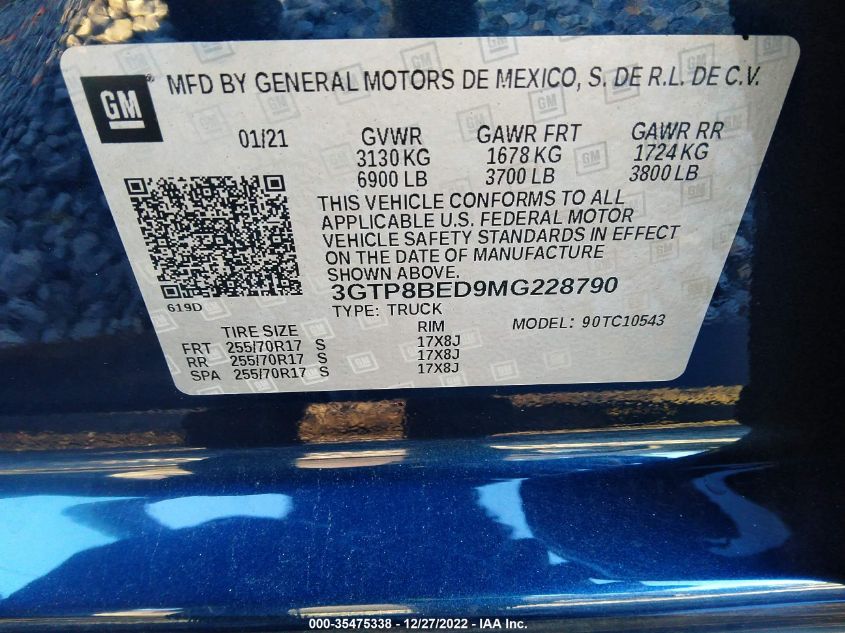 GM ® MFD BY GENERAL MOTORS DE MEXICO, S. DE R.L. DE C.V.
01/21 GVWR GAWR FRT GAWR RR
3130 KG 1678 KG 1724 KG
6900 LB 3700 LB 3800 LB
THIS VEHICLE CONFORMS TO ALL
APPLICABLE U.S. FEDERAL MOTOR
VEHICLE SAFETY STANDARDS IN EFFECT
ON THE DATE OF MANUFACTURE
SHOWN ABOVE.
619D
3GTP8BED9MG228790
TYPE: TRUCK MODEL: 90TC10543
TIRE SIZE RIM
FRT 255/70R17 S 17X8J
RR 255/70R17 S 17X8J
SPA 255/70R17 S 17X8J
000-35475338 - 12/27/2022 - IAA Inc.